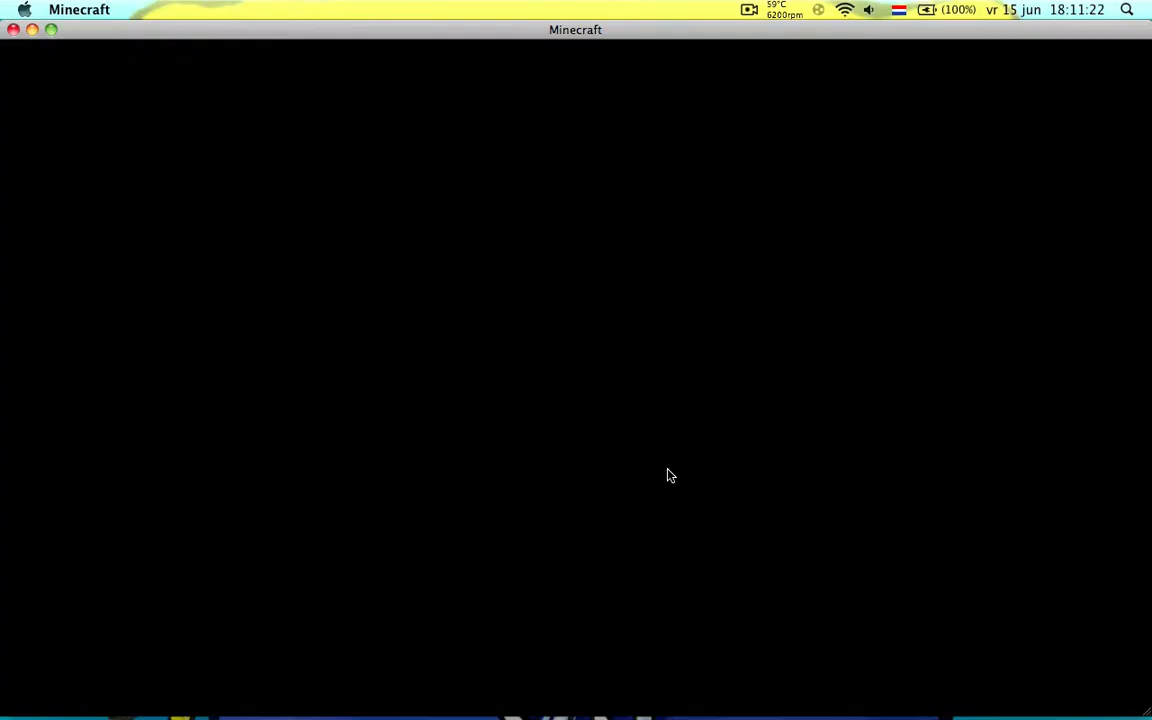 Minecraft
59°C
6200rpm
(100%) vr 15 jun 18:11:22
Minecraft